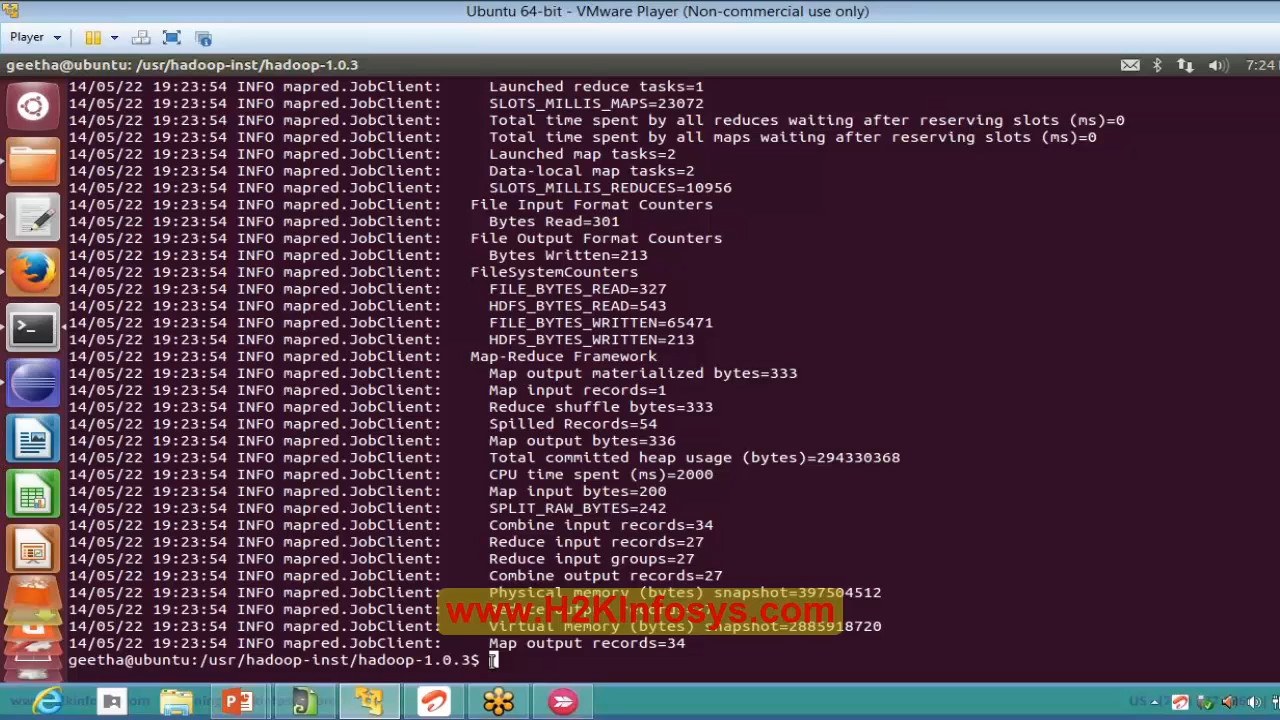 Ubuntu 64-bit - VMware Player (Non-commercial use only)
Player
geetha@ubuntu: /usr/hadoop-inst/hadoop-1.0.3
7:24
14/05/22 19:23:54 INFO mapred.JobClient: Launched reduce tasks=1
14/05/22 19:23:54 INFO mapred.JobClient: SLOTS_MILLIS_MAPS=23072
14/05/22 19:23:54 INFO mapred.JobClient: Total time spent by all reduces waiting after reserving slots (ms)=0
14/05/22 19:23:54 INFO mapred.JobClient: Total time spent by all maps waiting after reserving slots (ms)=0
14/05/22 19:23:54 INFO mapred.JobClient: Launched map tasks=2
14/05/22 19:23:54 INFO mapred.JobClient: Data-local map tasks=2
14/05/22 19:23:54 INFO mapred.JobClient: SLOTS_MILLIS_REDUCES=10956
14/05/22 19:23:54 INFO mapred.JobClient: File Input Format Counters
14/05/22 19:23:54 INFO mapred.JobClient: Bytes Read=301
14/05/22 19:23:54 INFO mapred.JobClient: File Output Format Counters
14/05/22 19:23:54 INFO mapred.JobClient: Bytes Written=213
14/05/22 19:23:54 INFO mapred.JobClient: FileSystemCounters
14/05/22 19:23:54 INFO mapred.JobClient: FILE_BYTES_READ=327
14/05/22 19:23:54 INFO mapred.JobClient: HDFS_BYTES_READ=543
14/05/22 19:23:54 INFO mapred.JobClient: FILE_BYTES_WRITTEN=65471
14/05/22 19:23:54 INFO mapred.JobClient: HDFS_BYTES_WRITTEN=213
14/05/22 19:23:54 INFO mapred.JobClient: Map-Reduce Framework
14/05/22 19:23:54 INFO mapred.JobClient: Map output materialized bytes=333
14/05/22 19:23:54 INFO mapred.JobClient: Map input records=1
14/05/22 19:23:54 INFO mapred.JobClient: Reduce shuffle bytes=333
14/05/22 19:23:54 INFO mapred.JobClient: Spilled Records=54
14/05/22 19:23:54 INFO mapred.JobClient: Map output bytes=336
14/05/22 19:23:54 INFO mapred.JobClient: Total committed heap usage (bytes)=294330368
14/05/22 19:23:54 INFO mapred.JobClient: CPU time spent (ms)=2000
14/05/22 19:23:54 INFO mapred.JobClient: Map input bytes=200
14/05/22 19:23:54 INFO mapred.JobClient: SPLIT_RAW_BYTES=242
14/05/22 19:23:54 INFO mapred.JobClient: Combine input records=34
14/05/22 19:23:54 INFO mapred.JobClient: Reduce input records=27
14/05/22 19:23:54 INFO mapred.JobClient: Reduce input groups=27
14/05/22 19:23:54 INFO mapred.JobClient: Combine output records=27
14/05/22 19:23:54 INFO mapred.JobClient: Physical memory (bytes) snapshot=397504512
14/05/22 19:23:54 INFO mapred.JobClient:
www.H2KInfosys.com
14/05/22 19:23:54 INFO mapred.JobClient: Virtual memory (bytes) snapshot=2885918720
14/05/22 19:23:54 INFO mapred.JobClient: Map output records=34
geetha@ubuntu:/usr/hadoop-inst/hadoop-1.0.3$
US